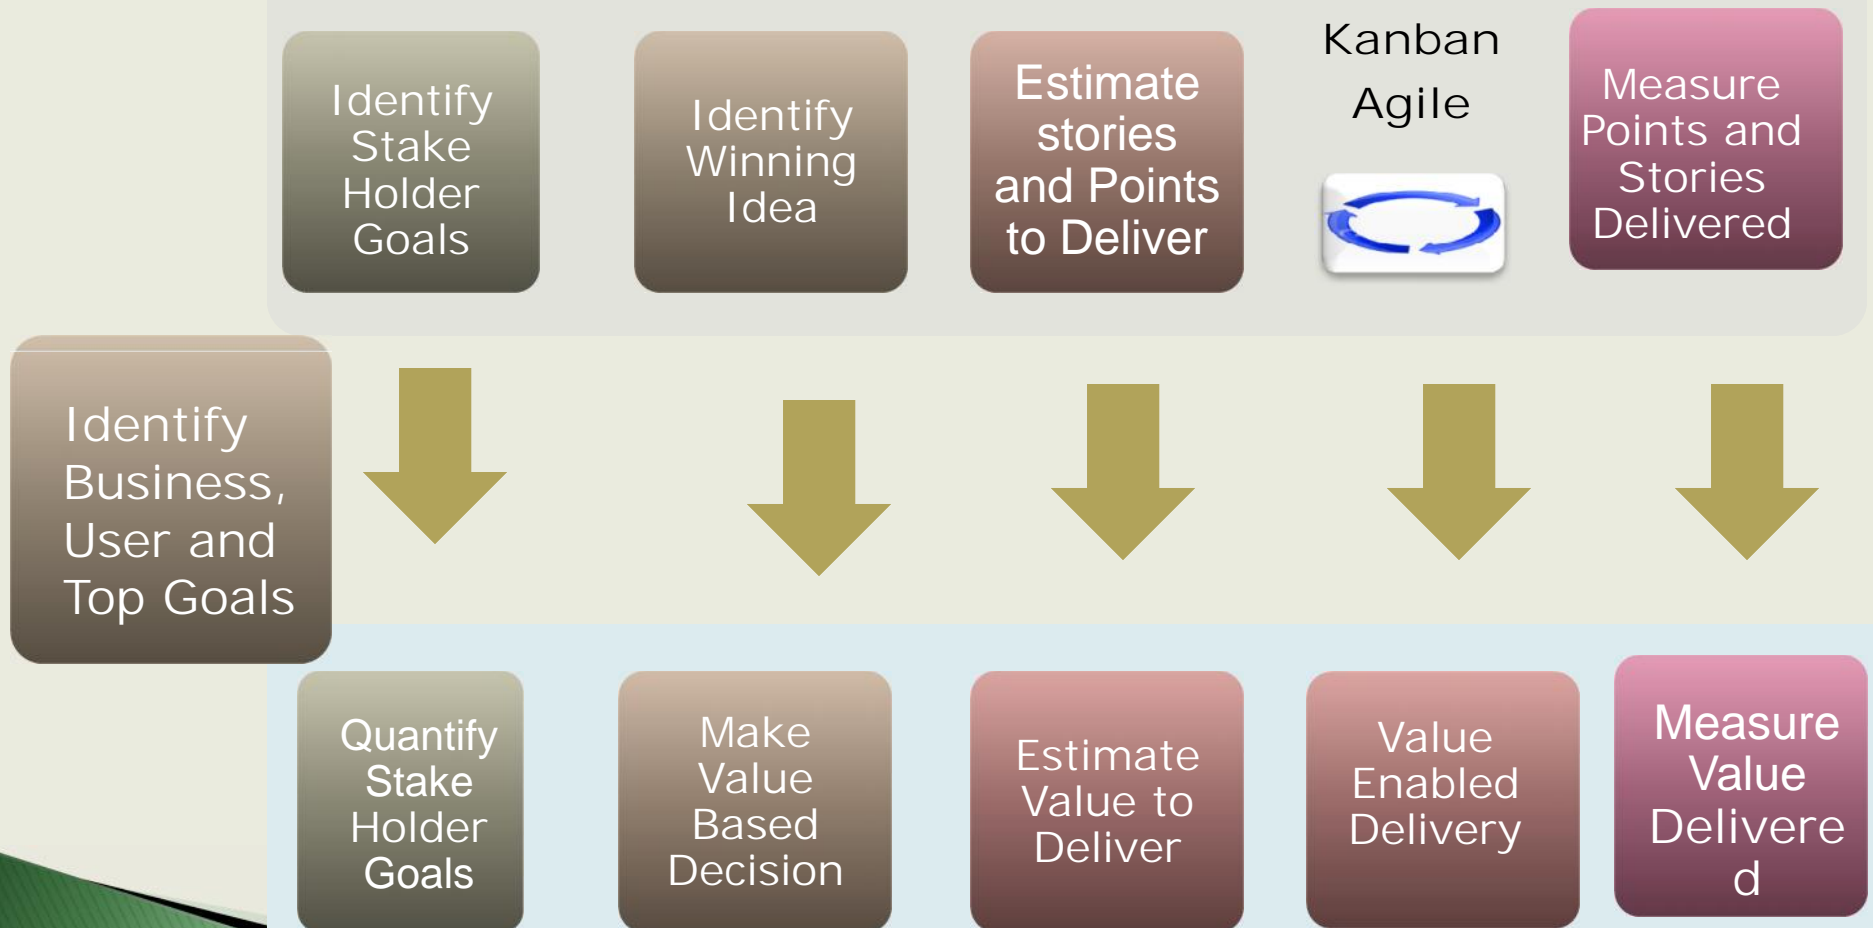 Identify
Stake
Holder
Goals
Identify
Winning
Idea
Estimate
stories
and Points
to Deliver
Kanban
Agile
Measure
Points and
Stories
Delivered
Identify
Business,
User and
Top Goals
Quantify
Stake
Holder
Goals
Make
Value
Based
Decision
Estimate
Value to
Deliver
Value
Enabled
Delivery
Measure
Value
Delivere
d